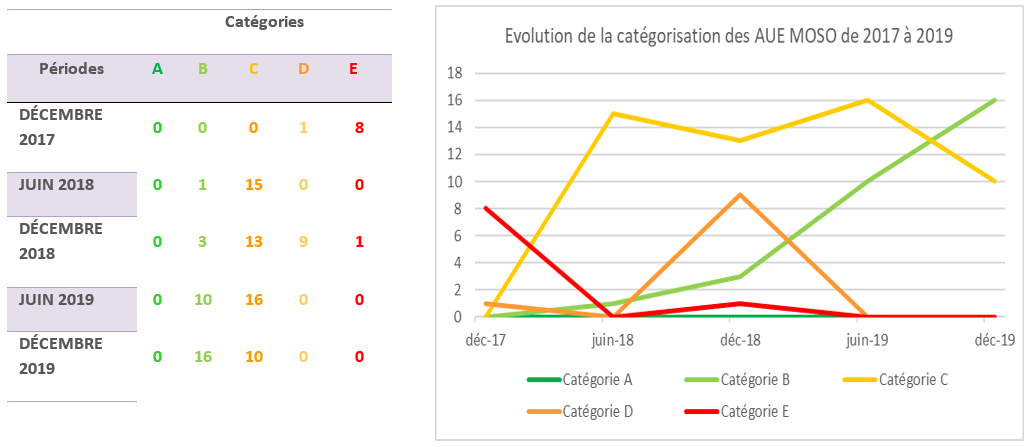 Catégories
Périodes A B C D E
DÉCEMBRE
2017
0 0 0 1 8
JUIN 2018 0 1 15 0 0
DÉCEMBRE
2018
0 3 13 9 1
JUIN 2019 0 10 16 0 0
DÉCEMBRE
2019
0 16 10 0 0
Evolution de la catégorisation des AUE MOSO de 2017 à 2019
18
16
14
12
10
8
6
4
2
0
déc-17 juin-18 déc-18 juin-19 déc-19
Catégorie A Catégorie B Catégorie C
Catégorie D Catégorie E